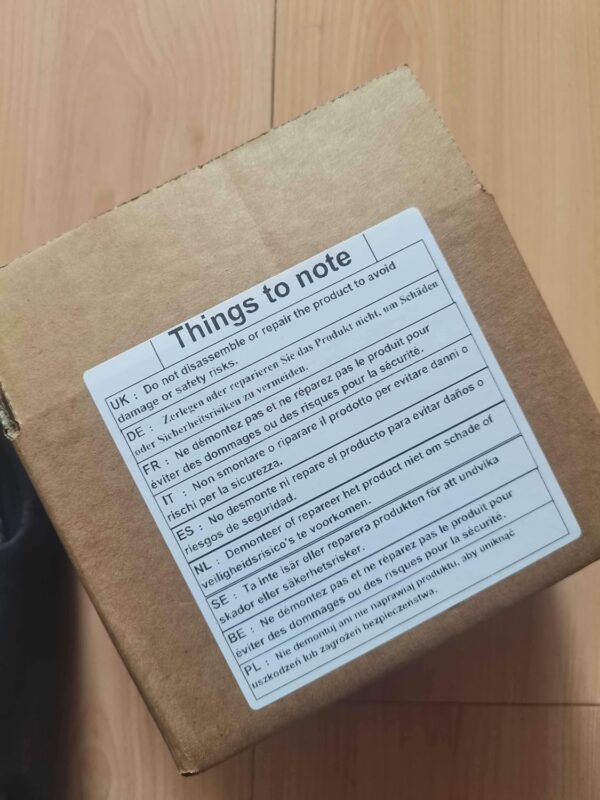 Things to note
UK : Do not disassemble or repair the product to avoid
damage or safety risks.
DE : Zerlegen oder reparieren Sie das Produkt nicht, um Schäden
oder Sicherheitsrisiken zu vermeiden.
FR : Ne démontez pas et ne réparez pas le produit pour
éviter des dommages ou des risques pour la sécurité.
IT : Non smontare o riparare il prodotto per evitare danni o
rischi per la sicurezza.
ES : No desmonte ni repare el producto para evitar daños o
riesgos de seguridad.
NL : Demonteer of repareer het product niet om schade of
veiligheidsrisico's te voorkomen.
SE : Ta mte isär eller reparera produkten för att undvika
skador eller säkerhetsrisker.
BE : Ne démontez pas et ne réparez pas le produit pour
éviter des dommages ou des risques pour la sécurité.
PL : Nie demontuj ani nie naprawiaj produktu, aby uniknąć
uszkodzeń lub zagrożeń bezpieczeństwa.